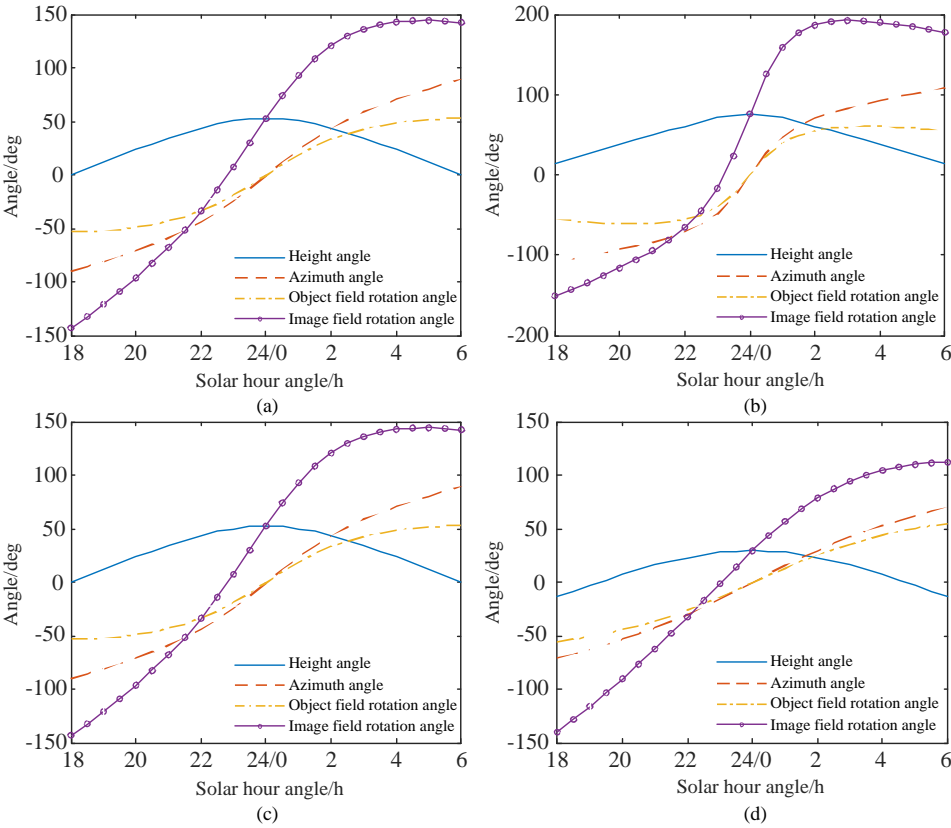 150
100
50
0
-50
-100
-150
Angle/deg
Height angle
Azimuth angle
Object field rotation angle
Image field rotation angle
18 20 22 24/0 2 4 6
Solar hour angle/h
(a)
200
100
0
-100
-200
Angle/deg
Height angle
Azimuth angle
Object field rotation angle
Image field rotation angle
18 20 22 24/0 2 4 6
Solar hour angle/h
(b)
150
100
50
0
-50
-100
-150
Angle/deg
Height angle
Azimuth angle
Object field rotation angle
Image field rotation angle
18 20 22 24/0 2 4 6
Solar hour angle/h
(c)
150
100
50
0
-50
-100
-150
Angle/deg
Height angle
Azimuth angle
Object field rotation angle
Image field rotation angle
18 20 22 24/0 2 4 6
Solar hour angle/h
(d)